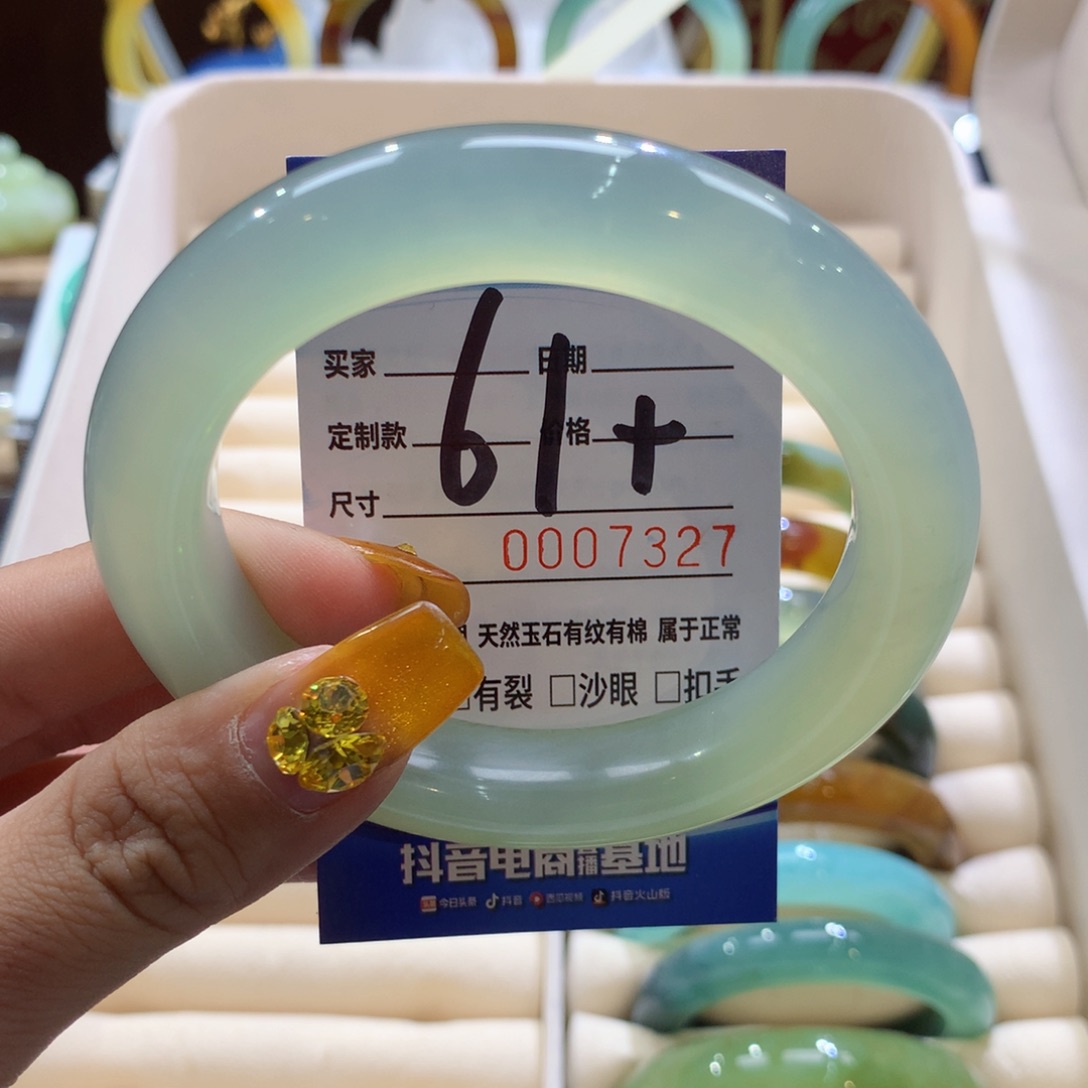 买家 日期
61+
定制款 价格
尺寸
0007327
天然玉石有纹有棉 属于正常
有裂 □沙眼 □扣手
抖音电商直播基地
今日头条 抖音 西瓜视频 抖音火山版